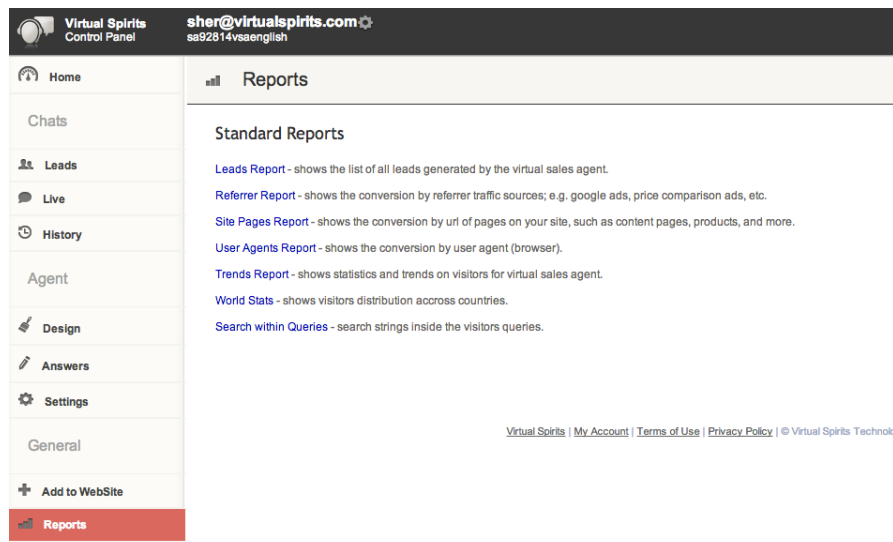 Virtual Spirits
Control Panel
sher@virtualspirits.com
sa92814vsaenglish
Home
Chats
Leads
Live
History
Agent
Design
Answers
Settings
General
Add to WebSite
Reports
Reports
Standard Reports
Leads Report - shows the list of all leads generated by the virtual sales agent.
Referrer Report - shows the conversion by referrer traffic sources; e.g. google ads, price comparison ads, etc.
Site Pages Report - shows the conversion by url of pages on your site, such as content pages, products, and more.
User Agents Report - shows the conversion by user agent (browser).
Trends Report - shows statistics and trends on visitors for virtual sales agent.
World Stats - shows visitors distribution accross countries.
Search within Queries - search strings inside the visitors queries.
Virtual Spirits | My Account | Terms of Use | Privacy Policy | © Virtual Spirits Technol